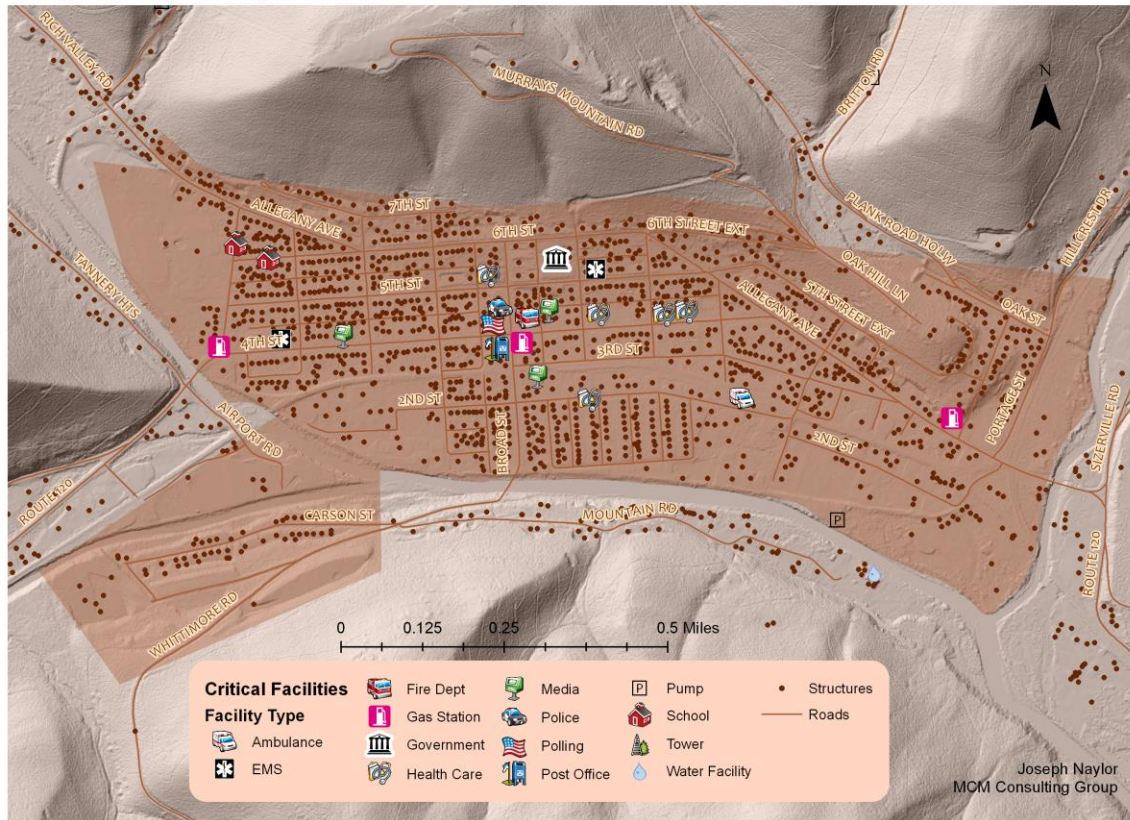 RICH VALLEY RD
P
MURRAYS MOUNTAIN RD
BRITTON RD
N
7TH ST
ALLEGANY AVE
6TH ST
6TH STREET EXT
PLANK ROAD HOLLW
HILLCREST DR
TANNERY HTS
5TH ST
OAK HILL LN
5TH STREET EXT
ALLEGANY AVE
OAK ST
4TH ST
3RD ST
2ND ST
AIRPORT RD
BROAD ST
PORTAGE ST
2ND ST
SIZERVILLE RD
ROUTE 120
CARSON ST
MOUNTAIN RD
P
ROUTE 120
WHITTIMORE RD
0 0.125 0.25 0.5 Miles
Critical Facilities
Facility Type
Ambulance
EMS
Fire Dept
Gas Station
Government
Health Care
Media
Police
Polling
Post Office
P Pump
School
Tower
Water Facility
Structures
Roads
Joseph Naylor
MCM Consulting Group